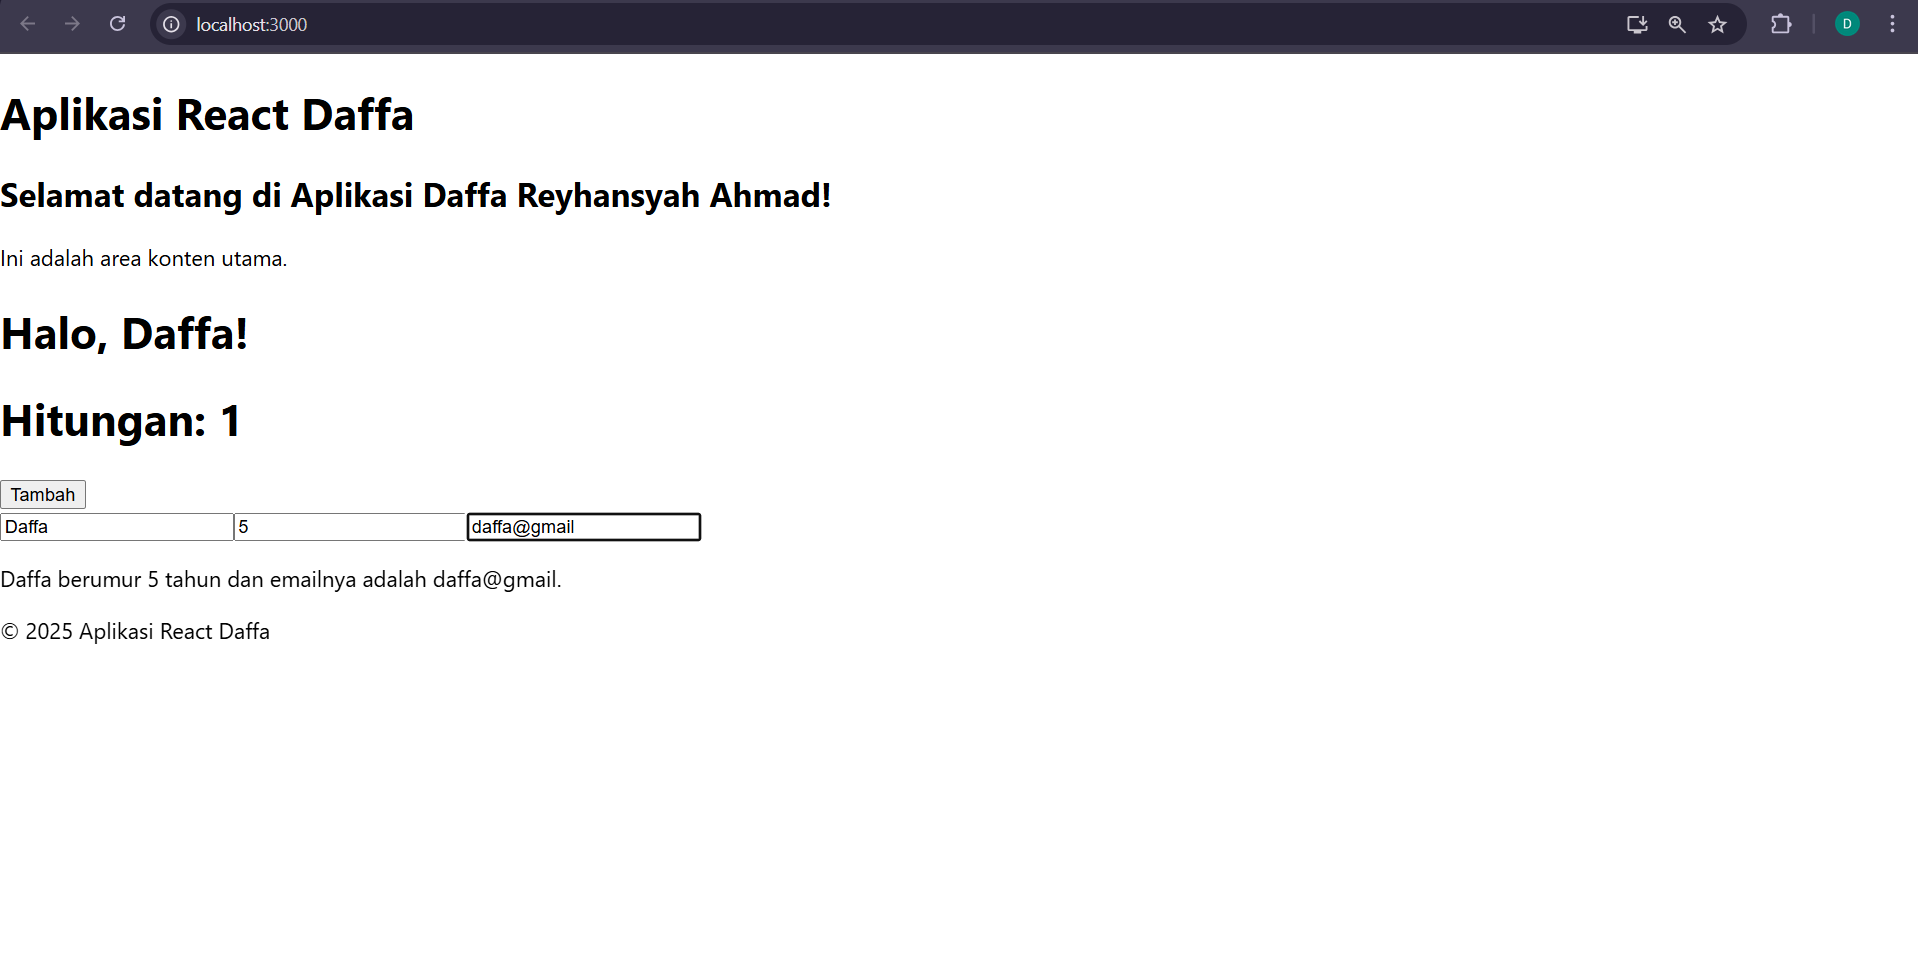 localhost:3000
D
Aplikasi React Daffa
Selamat datang di Aplikasi Daffa Reyhansyah Ahmad!
Ini adalah area konten utama.
Halo, Daffa!
Hitungan: 1
Tambah
Daffa 5 daffa@gmail
Daffa berumur 5 tahun dan emailnya adalah daffa@gmail.
© 2025 Aplikasi React Daffa